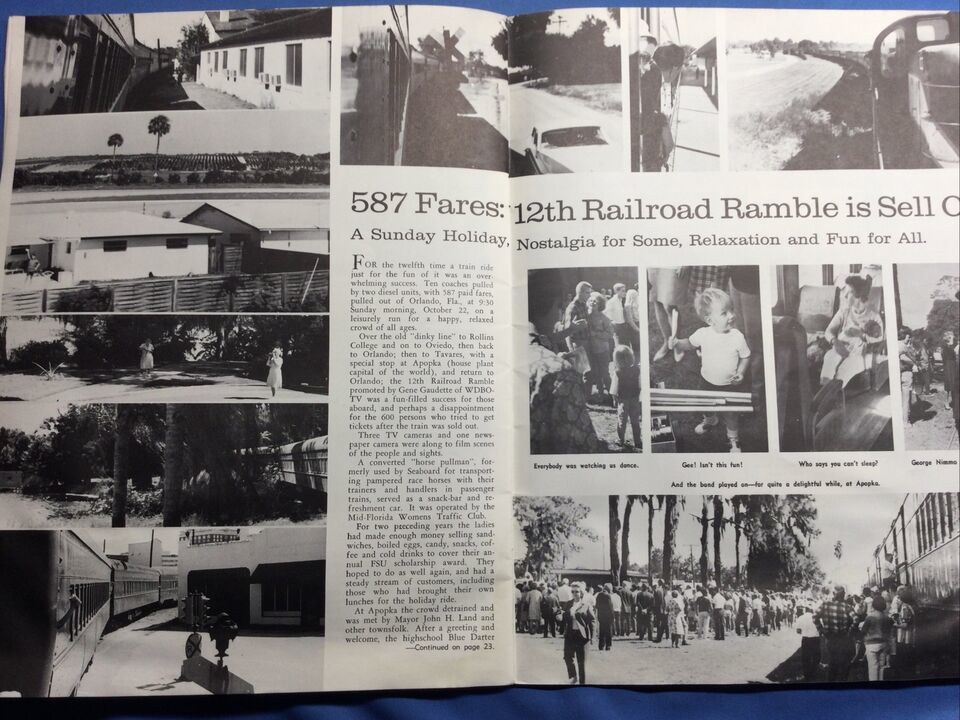 587 Fares: 12th Railroad Ramble is Sell O
A Sunday Holiday, Nostalgia for Some, Relaxation and Fun for All.
FOR the twelfth time a train ride
just for the fun of it was an over-
whelming success. Ten coaches pulled
by two diesel units, with 587 paid fares,
pulled out of Orlando, Fla., at 9:30
Sunday morning, October 22, on a
leisurely run for a happy, relaxed
crowd of all ages.
Over the old "dinky line" to Rollins
College and on to Oviedo, then back
to Orlando; then to Tavares, with a
special stop at Apopka (house plant
capital of the world), and return to
Orlando; the 12th Railroad Ramble
promoted by Gene Gaudette of WDBO-
TV was a fun-filled success for those
aboard, and perhaps a disappointment
for the 600 persons who tried to get
tickets after the train was sold out.
Three TV cameras and one news-
paper camera were along to film scenes
of the people and sights.
A converted "horse pullman", for-
merly used by Seaboard for transport-
ing pampered race horses with their
trainers and handlers in passenger
trains, served as a snack-bar and re-
freshment car. It was operated by the
Mid-Florida Womens Traffic Club.
For two preceding years the ladies
had made enough money selling sand-
wiches, boiled eggs, candy, snacks, cof-
fee and cold drinks to cover their an-
nual FSU scholarship award. They
hoped to do as well again, and had a
steady stream of customers, including
those who had brought their own
lunches for the holiday ride.
At Apopka the crowd detrained and
was met by Mayor John H. Land and
other townsfolk. After a greeting and
welcome, the highschool Blue Darter
—Continued on page 23.
Everybody was watching us dance.
Gee! Isn't this fun!
Who says you can't sleep?
George Nimmo
And the band played on—for quite a delightful while, at Apopka.